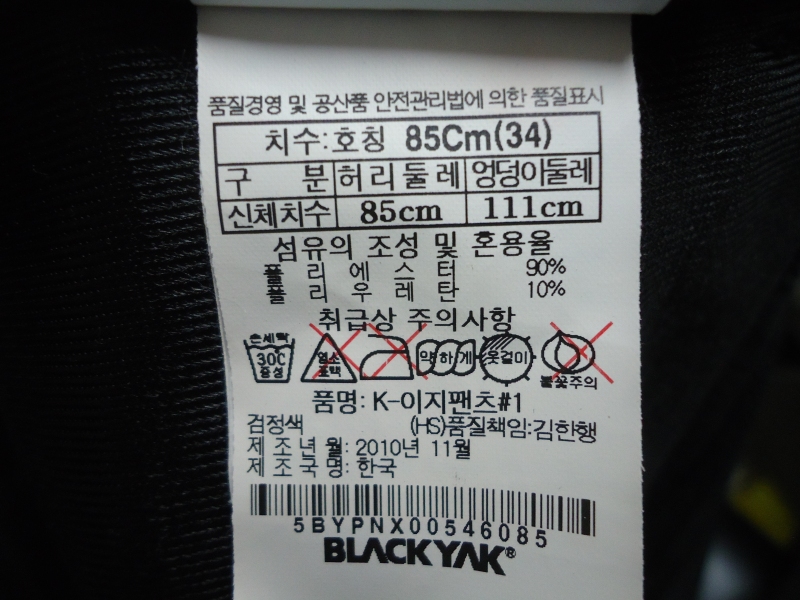 품질경영 및 공산품 안전관리법에 의한 품질표시
치수:호칭 85Cm(34)
구 분 허리둘레 엉덩이둘레
신체치수 85cm 111cm
섬유의 조성 및 혼용율
폴리에스터 90%
폴리우레탄 10%
취급상 주의사항
손세탁 30℃ 중성 염소표백 약하게 옷걸이 불꽃주의
품명: K-이지팬츠#1
검정색 (HS)품질책임:김한행
제조년월: 2010년 11월
제조국명: 한국
5BYPNX00546085
BLACKYAK®